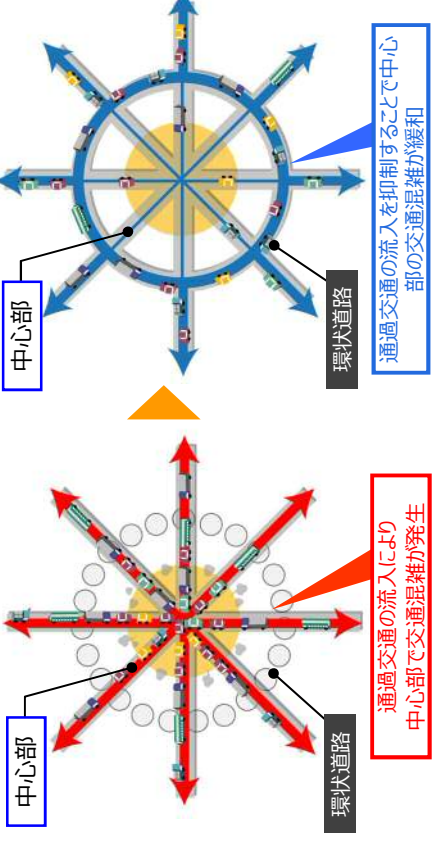 中心部
環状道路
通過交通の流入により
中心部で交通混雑が発生
中心部
環状道路
通過交通の流入を抑制することで中心
部の交通混雑が緩和